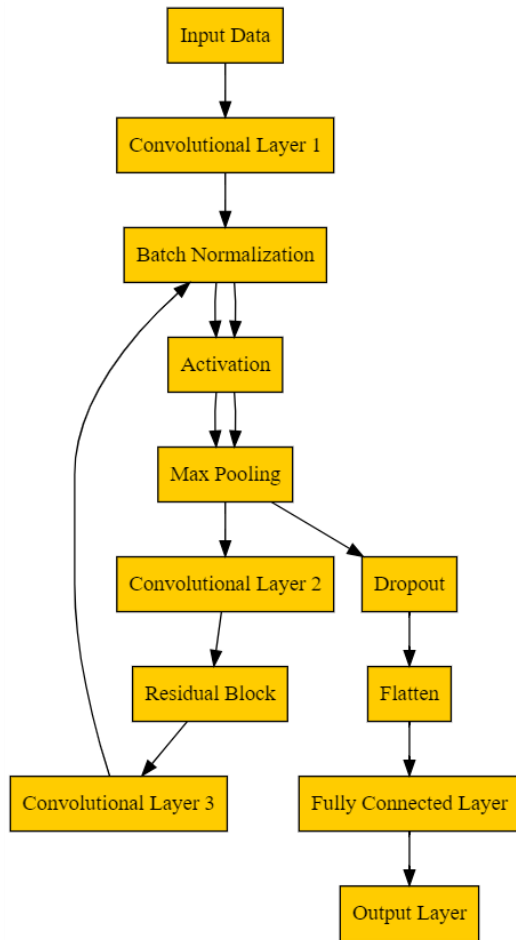 Input Data
Convolutional Layer 1
Batch Normalization
Activation
Max Pooling
Convolutional Layer 2
Dropout
Residual Block
Flatten
Convolutional Layer 3
Fully Connected Layer
Output Layer